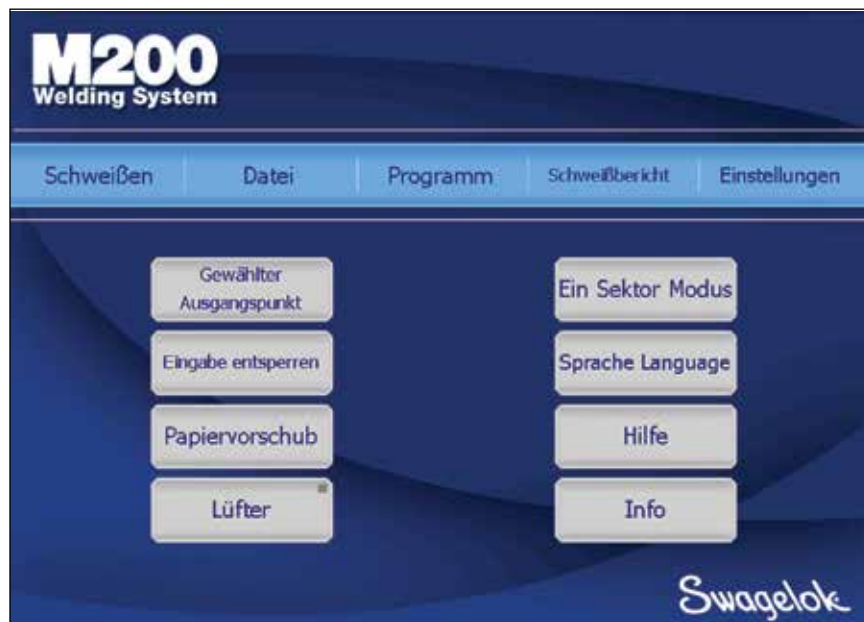 M200
Welding System
Schweißen Datei Programm Schweißbericht Einstellungen
Gewählter
Ausgangspunkt
Ein Sektor Modus
Eingabe entsperren
Sprache Language
Papiervorschub
Hilfe
Lüfter
Info
Swagelok